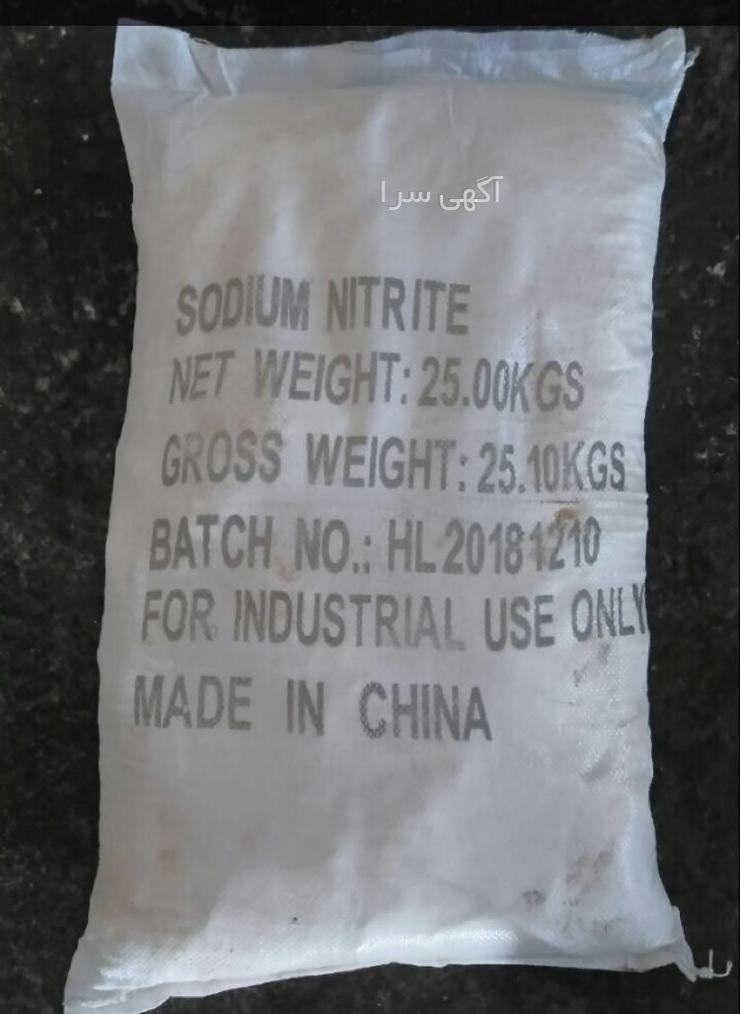 آگهی سرا
SODIUM NITRITE
NET WEIGHT: 25.00KGS
GROSS WEIGHT: 25.10KGS
BATCH NO.: HL20181210
FOR INDUSTRIAL USE ONLY
MADE IN CHINA